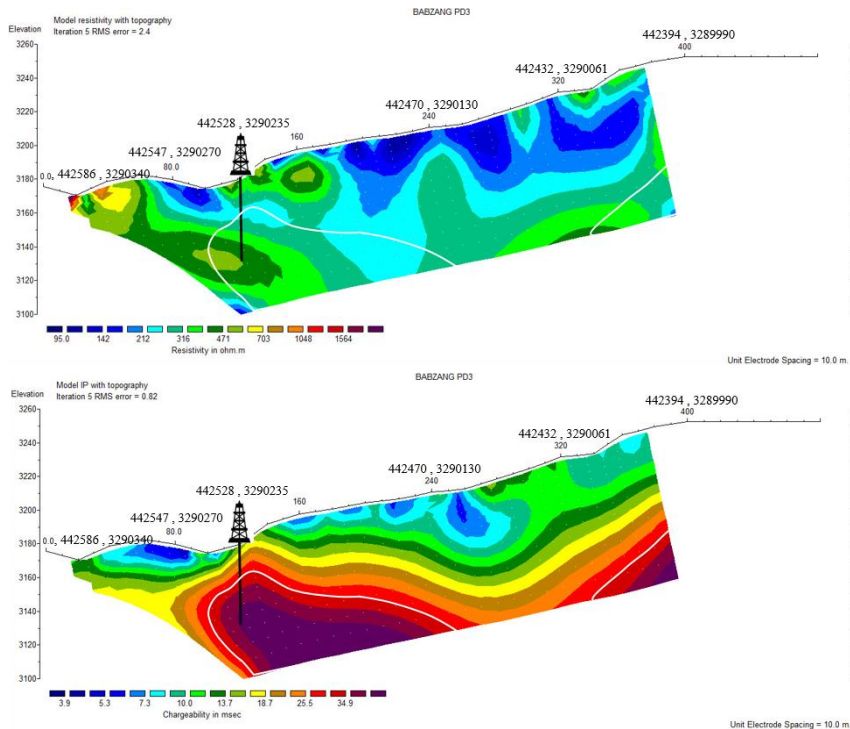 BABZANG PD3
Elevation
Model resistivity with topography
Iteration 5 RMS error = 2.4
3260
3240
3220
3200
3180
3160
3140
3120
3100
0.0
442586 , 3290340
442547 , 3290270
80.0
442528 , 3290235
160
442470 , 3290130
240
442432 , 3290061
320
442394 , 3289990
400
95.0 142 212 316 471 703 1048 1564
Resistivity in ohm.m
Unit Electrode Spacing = 10.0 m.
BABZANG PD3
Elevation
Model IP with topography
Iteration 5 RMS error = 0.82
3260
3240
3220
3200
3180
3160
3140
3120
3100
0.0
442586 , 3290340
442547 , 3290270
80.0
442528 , 3290235
160
442470 , 3290130
240
442432 , 3290061
320
442394 , 3289990
400
3.9 5.3 7.3 10.0 13.7 18.7 25.5 34.9
Chargeability in msec
Unit Electrode Spacing = 10.0 m.